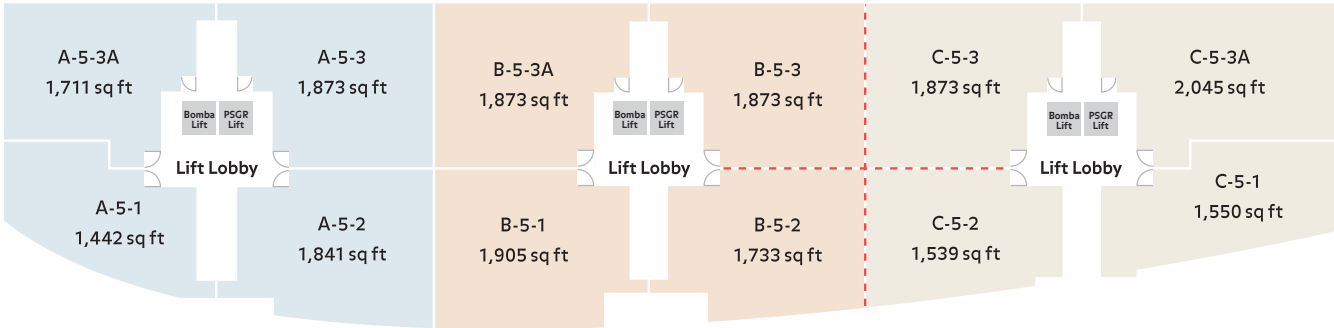 A-5-3A
1,711 sq ft
A-5-3
1,873 sq ft
Bomba
Lift
PSGR
Lift
Lift Lobby
A-5-1
1,442 sq ft
A-5-2
1,841 sq ft
B-5-3A
1,873 sq ft
B-5-3
1,873 sq ft
Bomba
Lift
PSGR
Lift
Lift Lobby
B-5-1
1,905 sq ft
B-5-2
1,733 sq ft
C-5-3
1,873 sq ft
C-5-3A
2,045 sq ft
Bomba
Lift
PSGR
Lift
Lift Lobby
C-5-2
1,539 sq ft
C-5-1
1,550 sq ft